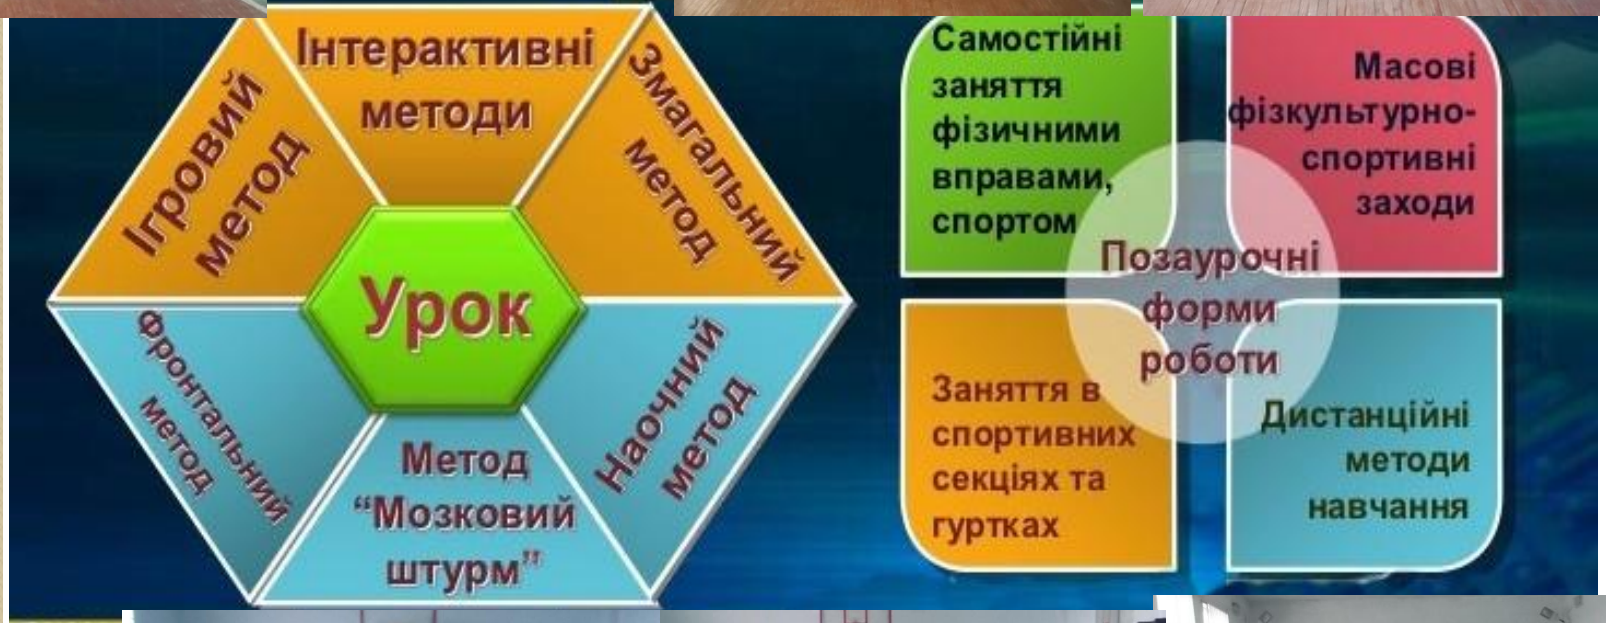 Ігровий
метод
Інтерактивні
методи
Змагальний
метод
Урок
Фронтальний
метод
Метод
“Мозковий
штурм”
Наочний
метод
Самостійні
заняття
фізичними
вправами,
спортом
Масові
фізкультурно-
спортивні
заходи
Позаурочні
форми
роботи
Заняття в
спортивних
секціях та
гуртках
Дистанційні
методи
навчання